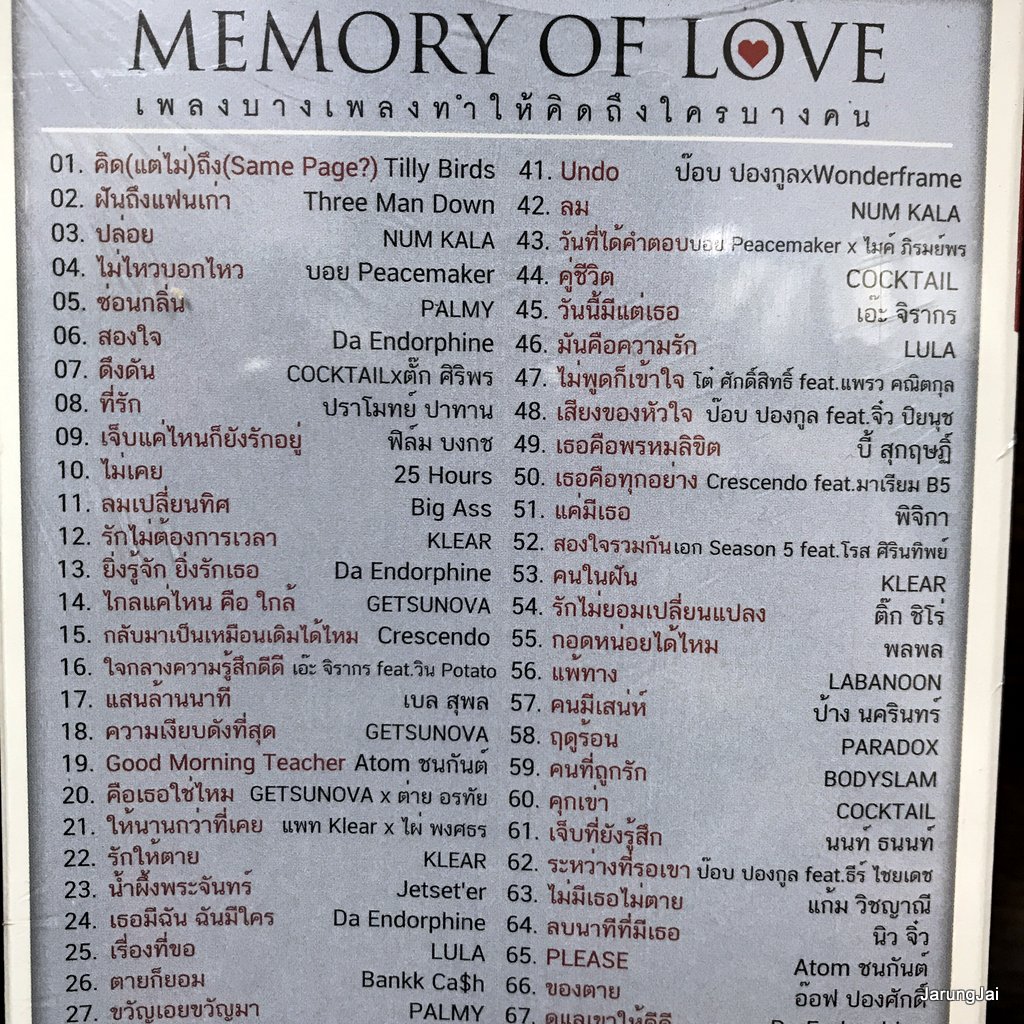 MEMORY OF LOVE
เพลงบางเพลงทำให้คิดถึงใครบางคน
01. คิด(แต่ไม่)ถึง(Same Page?) Tilly Birds
02. ฝันถึงแฟนเก่า Three Man Down
03. ปล่อย NUM KALA
04. ไม่ไหวบอกไหว บอย Peacemaker
05. ซ่อนกลิ่น PALMY
06. สองใจ Da Endorphine
07. ดึงดัน COCKTAILxตั๊ก ศิริพร
08. ที่รัก ปราโมทย์ ปาทาน
09. เจ็บแค่ไหนก็ยังรักอยู่ ฟิล์ม บงกช
10. ไม่เคย 25 Hours
11. ลมเปลี่ยนทิศ Big Ass
12. รักไม่ต้องการเวลา KLEAR
13. ยิ่งรู้จัก ยิ่งรักเธอ Da Endorphine
14. ไกลแค่ไหน คือ ใกล้ GETSUNOVA
15. กลับมาเป็นเหมือนเดิมได้ไหม Crescendo
16. ใจกลางความรู้สึกดีดี เอ๊ะ จิรากร feat.วิน Potato
17. แสนล้านนาที เบล สุพล
18. ความเงียบดังที่สุด GETSUNOVA
19. Good Morning Teacher Atom ชนกันต์
20. คือเธอใช่ไหม GETSUNOVA x ต่าย อรทัย
21. ให้นานกว่าที่เคย แพท Klear x ไผ่ พงศธร
22. รักให้ตาย KLEAR
23. น้ำผึ้งพระจันทร์ Jetset'er
24. เธอมีฉัน ฉันมีใคร Da Endorphine
25. เรื่องที่ขอ LULA
26. ตายก็ยอม Bankk Ca$h
27. ขวัญเอยขวัญมา PALMY
41. Undo ป๊อบ ปองกูลxWonderframe
42. ลม NUM KALA
43. วันที่ได้คำตอบ บอย Peacemaker x ไมค์ ภิรมย์พร
44. คู่ชีวิต COCKTAIL
45. วันนี้มีแต่เธอ เอ๊ะ จิรากร
46. มันคือความรัก LULA
47. ไม่พูดก็เข้าใจ โต๋ ศักดิ์สิทธิ์ feat.แพรว คณิตกุล
48. เสียงของหัวใจ ป๊อบ ปองกูล feat.จิ๋ว ปิยนุช
49. เธอคือพรหมลิขิต บี้ สุกฤษฎิ์
50. เธอคือทุกอย่าง Crescendo feat.มาเรียม B5
51. แค่มีเธอ พิจิกา
52. สองใจรวมกัน เอก Season 5 feat.โรส ศิรินทิพย์
53. คนในฝัน KLEAR
54. รักไม่ยอมเปลี่ยนแปลง ติ๊ก ชิโร่
55. กอดหน่อยได้ไหม พลพล
56. แพ้ทาง LABANOON
57. คนมีเสน่ห์ ป้าง นครินทร์
58. ฤดูร้อน PARADOX
59. คนที่ถูกรัก BODYSLAM
60. คุกเข่า COCKTAIL
61. เจ็บที่ยังรู้สึก นนท์ ธนนท์
62. ระหว่างที่รอเขา ป๊อบ ปองกูล feat.ธีร์ ไชยเดช
63. ไม่มีเธอไม่ตาย แก้ม วิชญาณี
64. ลบนาทีที่มีเธอ นิว จิ๋ว
65. PLEASE Atom ชนกันต์
66. ของตาย อ๊อฟ ปองศักดิ์
67. ดูแลเขาให้ดีดี Da Endorphine
JarungJai